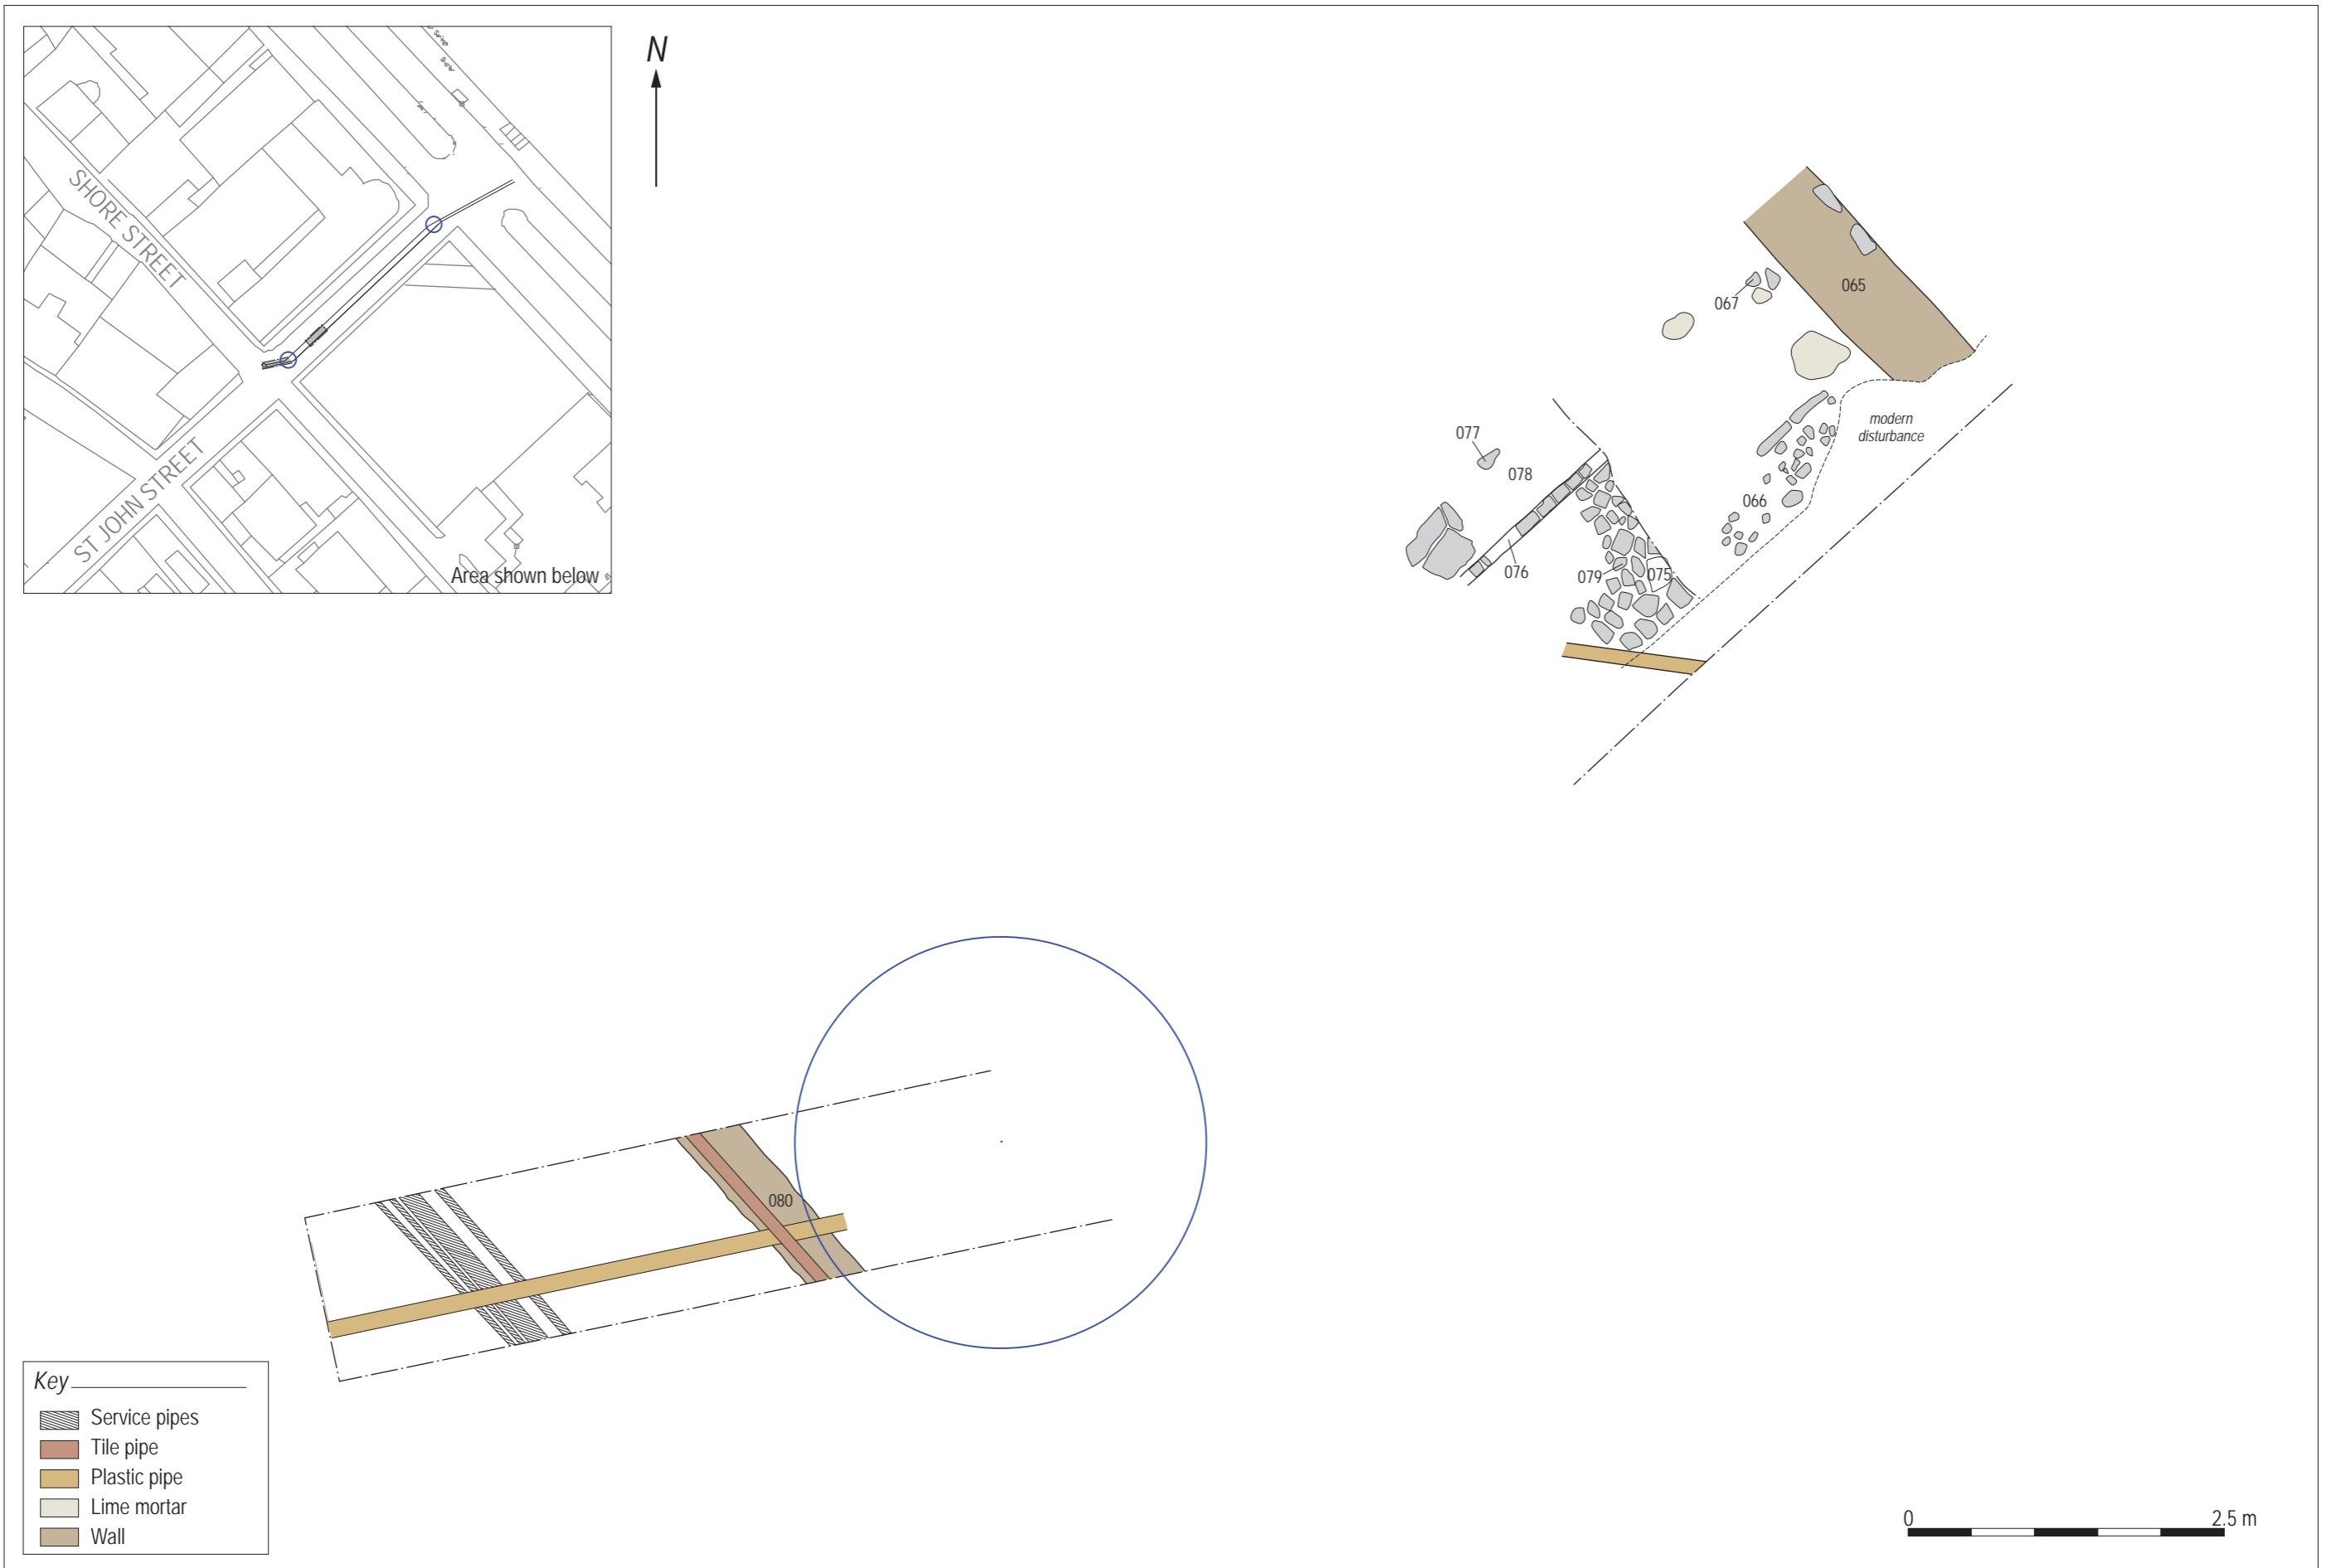 N
SHORE STREET
ST JOHN STREET
Area shown below
065
067
modern
disturbance
077
078
066
076
079
075
080
Key
Service pipes
Tile pipe
Plastic pipe
Lime mortar
Wall
0
2.5 m